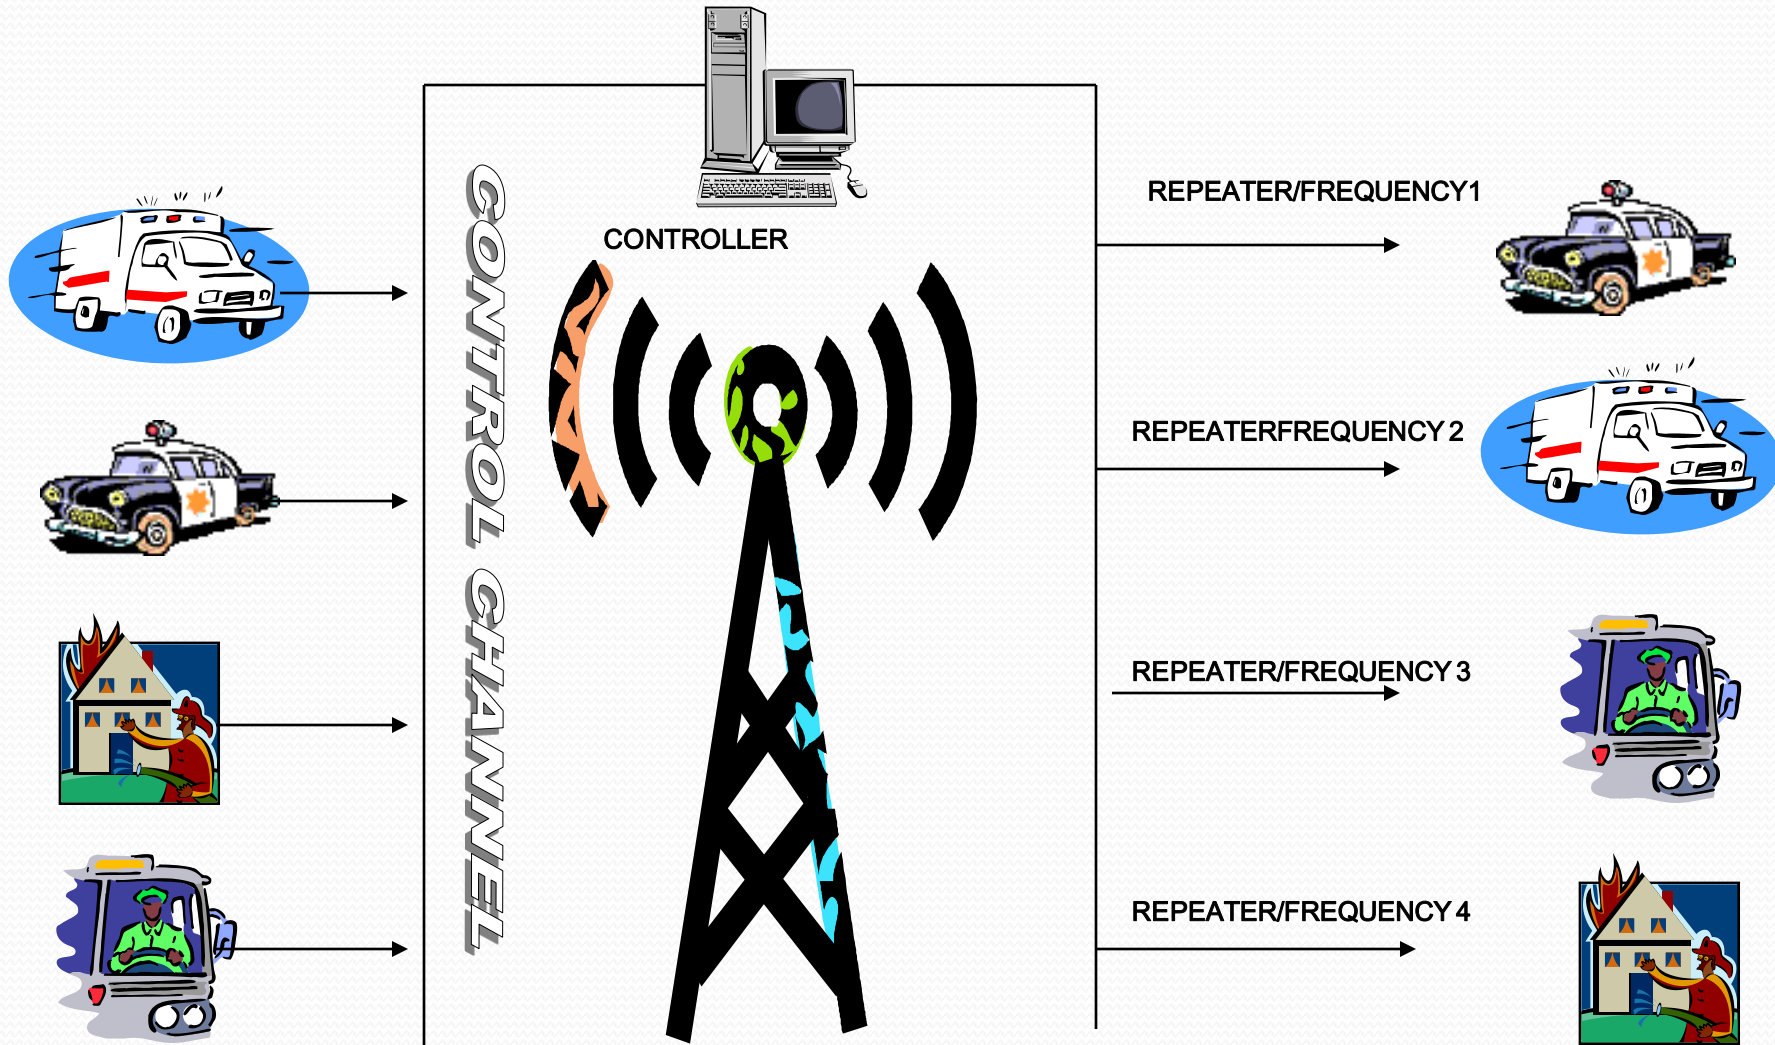 CONTROLLER
CONTROL CHANNEL
REPEATER/FREQUENCY1
REPEATERFREQUENCY 2
REPEATER/FREQUENCY 3
REPEATER/FREQUENCY 4